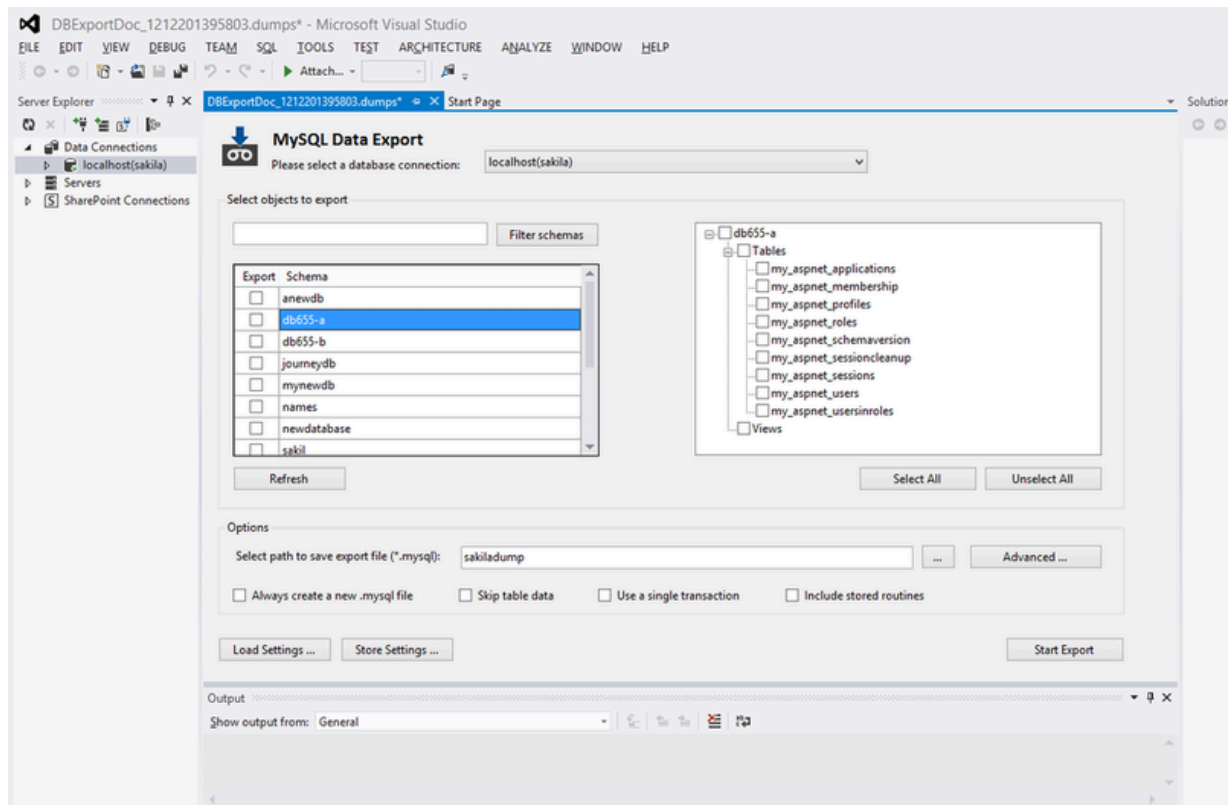 DBExportDoc_1212201395803.dumps* - Microsoft Visual Studio
FILE EDIT VIEW DEBUG TEAM SQL TOOLS TEST ARCHITECTURE ANALYZE WINDOW HELP
Attach...
Server Explorer
DBExportDoc_1212201395803.dumps* Start Page
Solution
Data Connections
localhost(sakila)
Servers
SharePoint Connections
MySQL Data Export
Please select a database connection: localhost(sakila)
Select objects to export
Filter schemas
Export Schema
anewdb
db655-a
db655-b
journeydb
mynewdb
names
newdatabase
sakil
Refresh
db655-a
Tables
my_aspnet_applications
my_aspnet_membership
my_aspnet_profiles
my_aspnet_roles
my_aspnet_schemaversion
my_aspnet_sessioncleanup
my_aspnet_sessions
my_aspnet_users
my_aspnet_usersinroles
Views
Select All Unselect All
Options
Select path to save export file (*.mysql): sakiladump ... Advanced ...
Always create a new .mysql file Skip table data Use a single transaction Include stored routines
Load Settings ... Store Settings ... Start Export
Output
Show output from: General